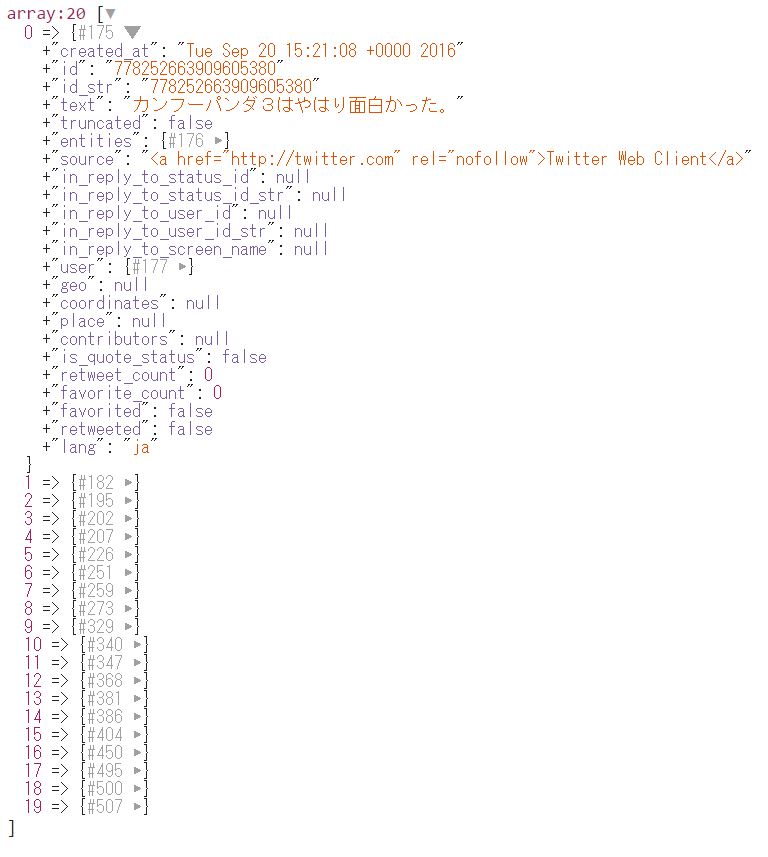 array:20 [▼
  0 => {#175 ▼
    +"created_at": "Tue Sep 20 15:21:08 +0000 2016"
    +"id": "778252663909605380"
    +"id_str": "778252663909605380"
    +"text": "カンフーパンダ３はやはり面白かった。"
    +"truncated": false
    +"entities": {#176 ▶}
    +"source": "<a href="http://twitter.com" rel="nofollow">Twitter Web Client</a>"
    +"in_reply_to_status_id": null
    +"in_reply_to_status_id_str": null
    +"in_reply_to_user_id": null
    +"in_reply_to_user_id_str": null
    +"in_reply_to_screen_name": null
    +"user": {#177 ▶}
    +"geo": null
    +"coordinates": null
    +"place": null
    +"contributors": null
    +"is_quote_status": false
    +"retweet_count": 0
    +"favorite_count": 0
    +"favorited": false
    +"retweeted": false
    +"lang": "ja"
  }
  1 => {#182 ▶}
  2 => {#195 ▶}
  3 => {#202 ▶}
  4 => {#207 ▶}
  5 => {#226 ▶}
  6 => {#251 ▶}
  7 => {#259 ▶}
  8 => {#273 ▶}
  9 => {#329 ▶}
  10 => {#340 ▶}
  11 => {#347 ▶}
  12 => {#368 ▶}
  13 => {#381 ▶}
  14 => {#386 ▶}
  15 => {#404 ▶}
  16 => {#450 ▶}
  17 => {#495 ▶}
  18 => {#500 ▶}
  19 => {#507 ▶}
]